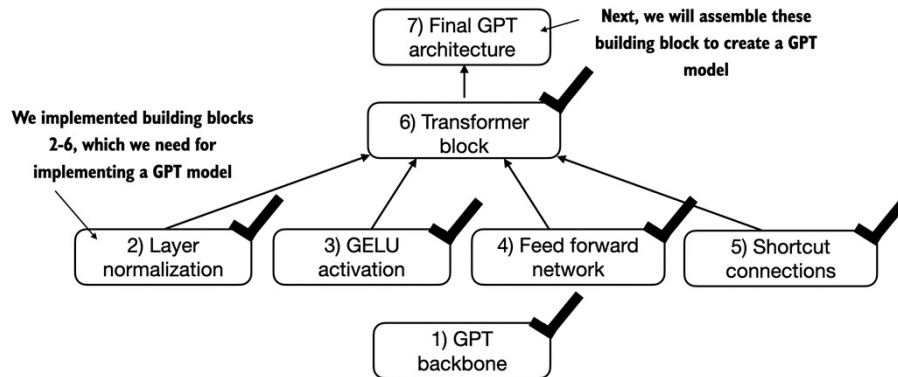 7) Final GPT
architecture
Next, we will assemble these
building block to create a GPT
model
We implemented building blocks
2-6, which we need for
implementing a GPT model
6) Transformer
block
2) Layer
normalization
3) GELU
activation
4) Feed forward
network
5) Shortcut
connections
1) GPT
backbone